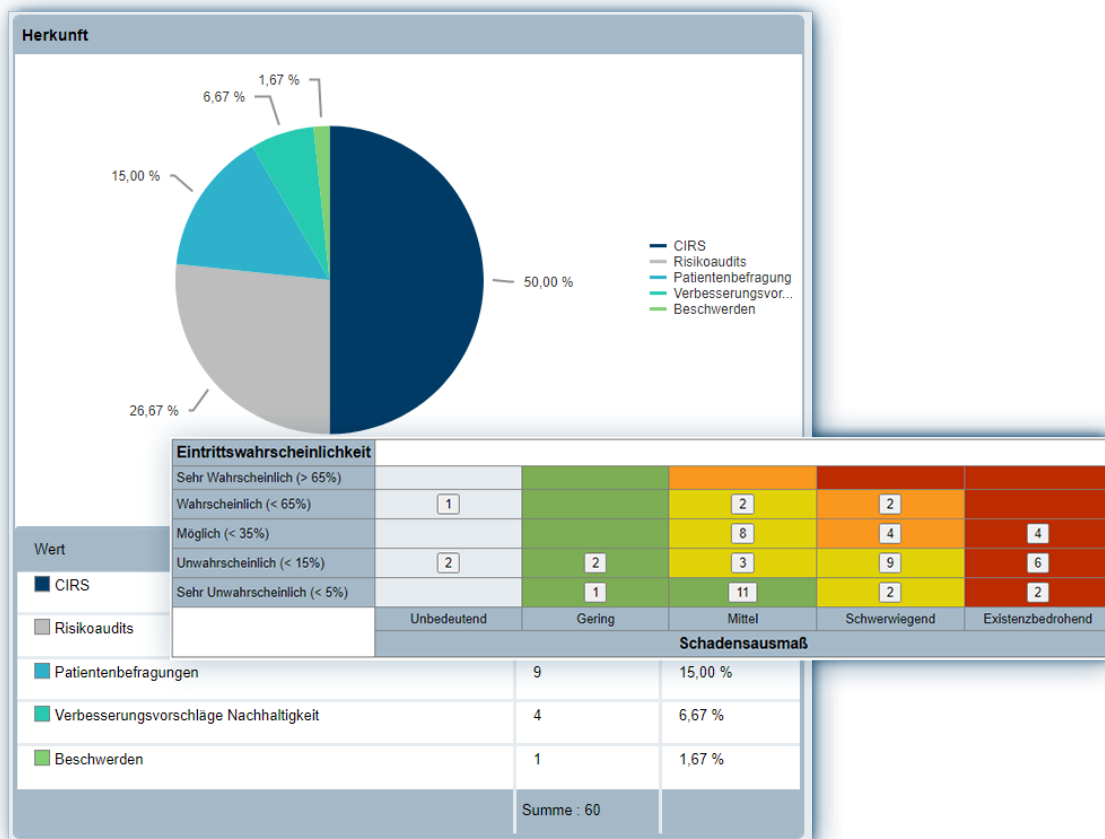 Herkunft
1,67 %
6,67 %
15,00 %
50,00 %
26,67 %
CIRS
Risikoaudits
Patientenbefragung
Verbesserungsvor...
Beschwerden
Eintrittswahrscheinlichkeit
Sehr Wahrscheinlich (> 65%)
Wahrscheinlich (< 65%) 1 2 2
Möglich (< 35%) 8 4 4
Unwahrscheinlich (< 15%) 2 2 3 9 6
Sehr Unwahrscheinlich (< 5%) 1 11 2 2
Unbedeutend Gering Mittel Schwerwiegend Existenzbedrohend
Schadensausmaß
Wert
CIRS
Risikoaudits
Patientenbefragungen 9 15,00 %
Verbesserungsvorschläge Nachhaltigkeit 4 6,67 %
Beschwerden 1 1,67 %
Summe : 60